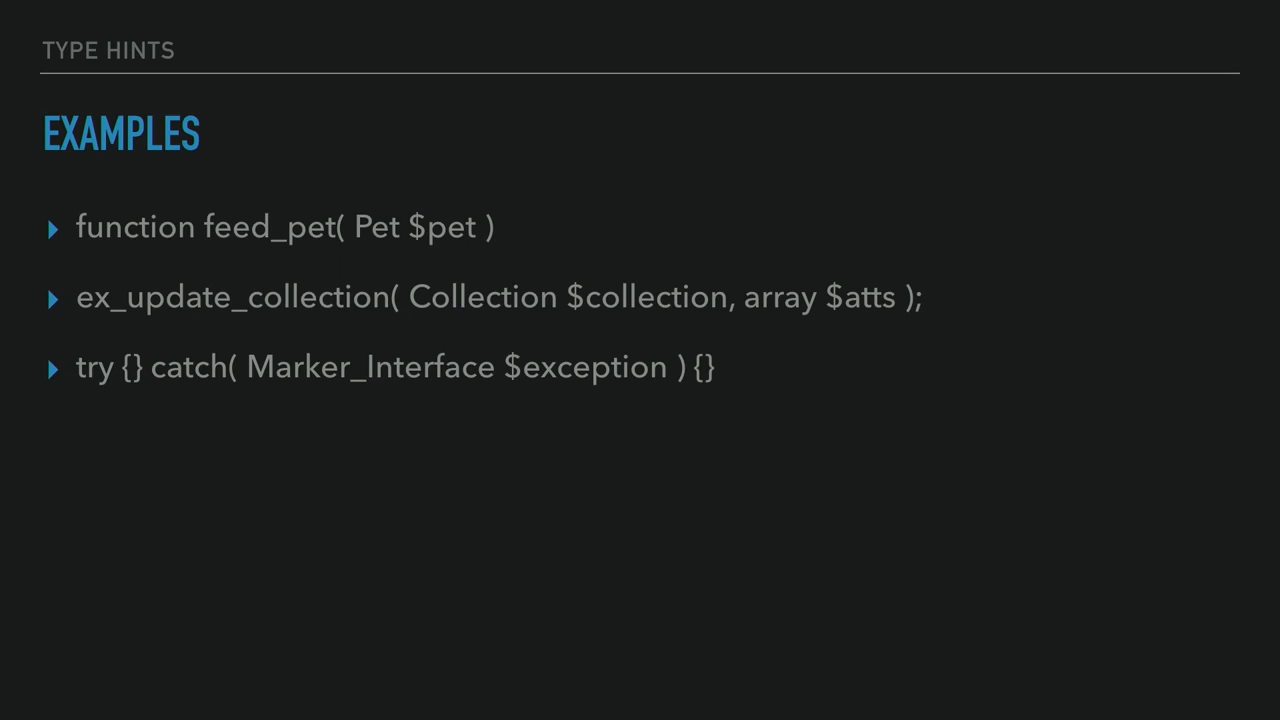 TYPE HINTS
EXAMPLES
function feed_pet( Pet $pet )
ex_update_collection( Collection $collection, array $atts );
try {} catch( Marker_Interface $exception ) {}